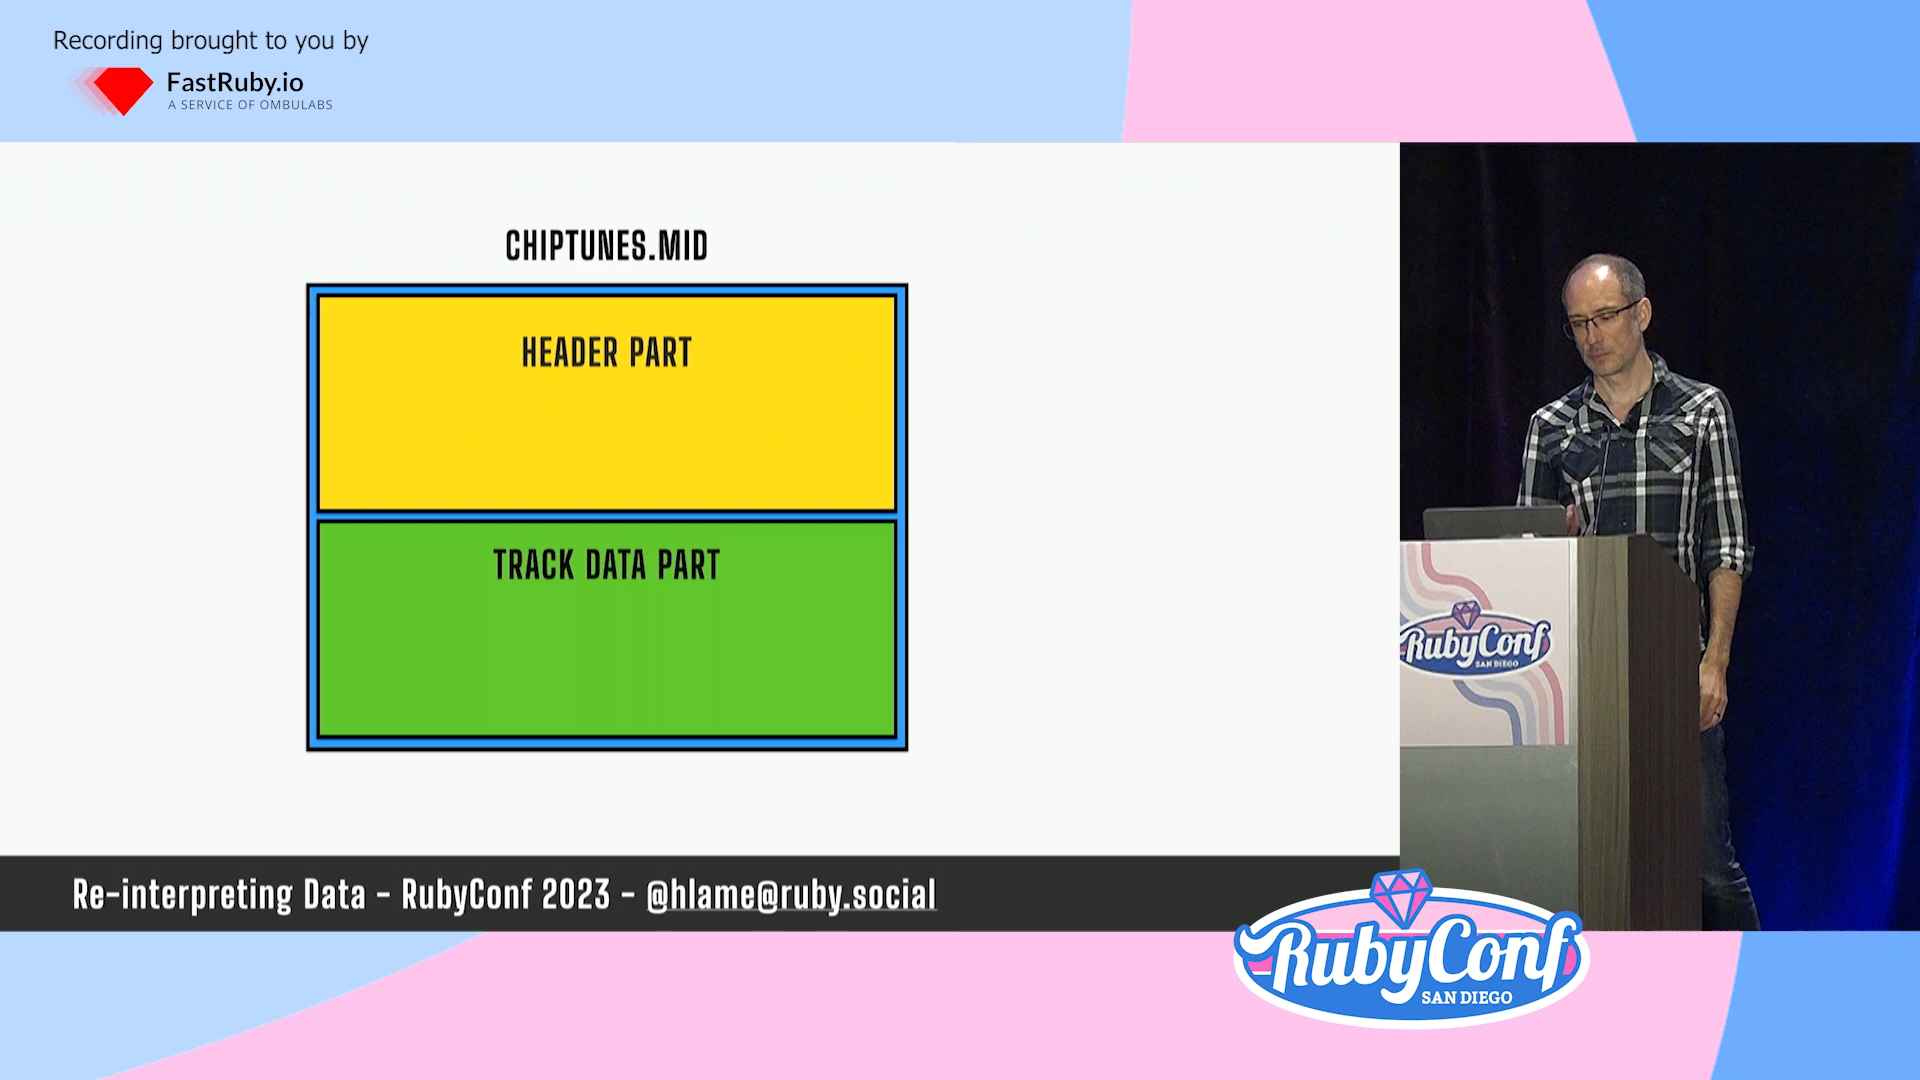 Recording brought to you by
FastRuby.io
A SERVICE OF OMBULABS
CHIPTUNES.MID
HEADER PART
TRACK DATA PART
RubyConf
SAN DIEGO
Re-interpreting Data - RubyConf 2023 - @hlame@ruby.social
RubyConf
SAN DIEGO